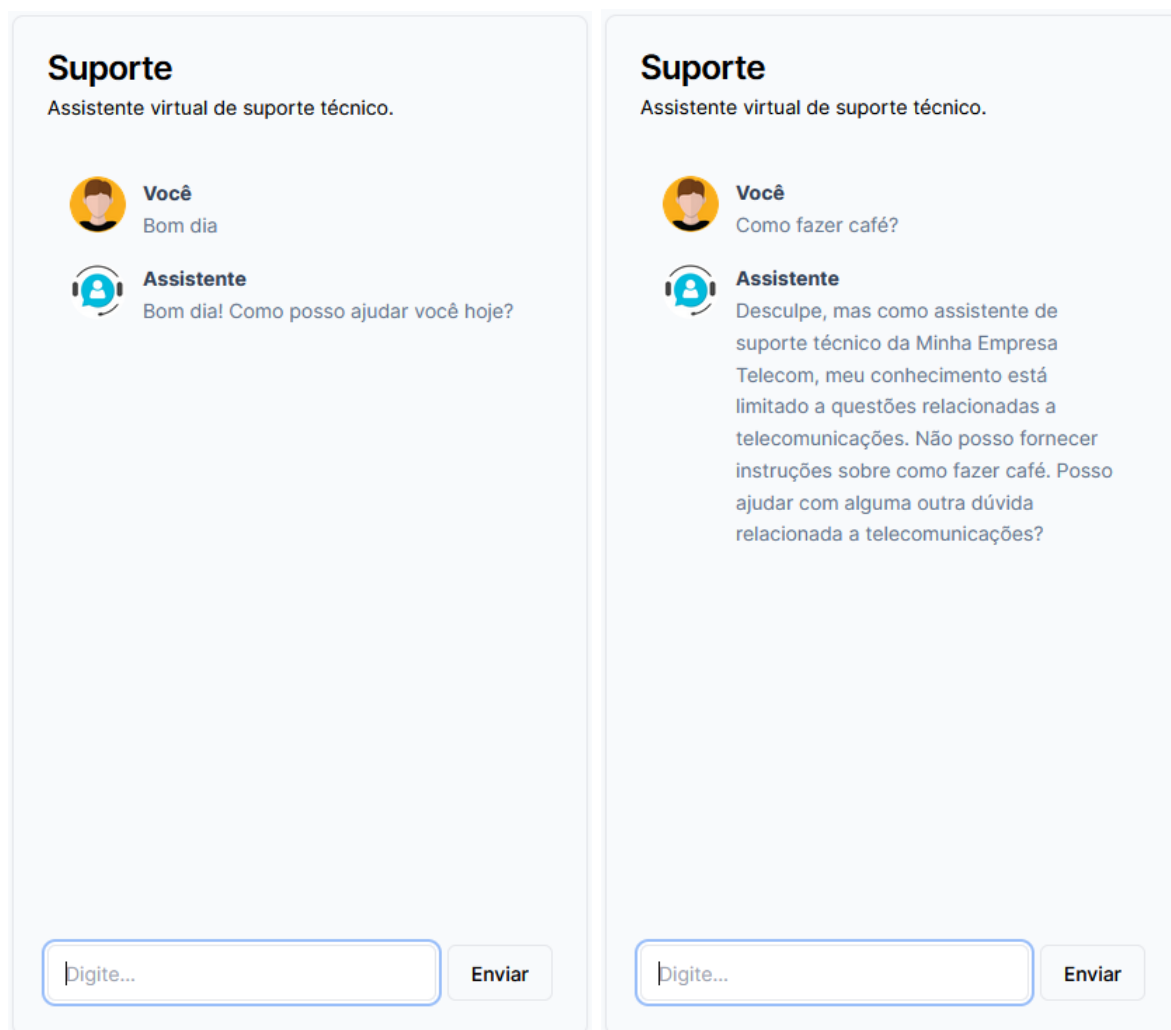 Suporte
Assistente virtual de suporte técnico.
Você
Bom dia
Assistente
Bom dia! Como posso ajudar você hoje?
Digite...
Enviar
Suporte
Assistente virtual de suporte técnico.
Você
Como fazer café?
Assistente
Desculpe, mas como assistente de
suporte técnico da Minha Empresa
Telecom, meu conhecimento está
limitado a questões relacionadas a
telecomunicações. Não posso fornecer
instruções sobre como fazer café. Posso
ajudar com alguma outra dúvida
relacionada a telecomunicações?
Digite...
Enviar